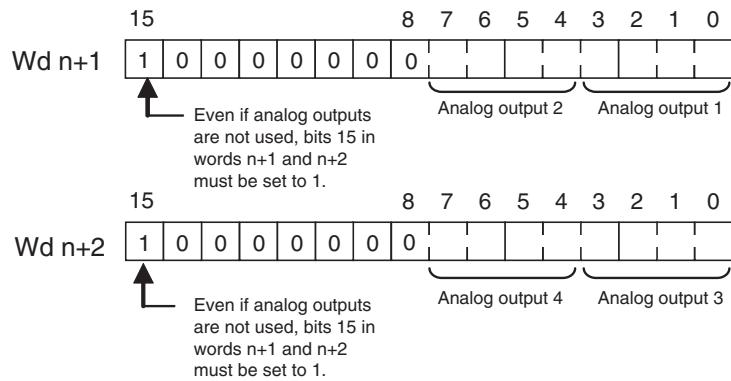 15 8 7 6 5 4 3 2 1 0
Wd n+1 1 0 0 0 0 0 0 0
Analog output 2 Analog output 1
Even if analog outputs
are not used, bits 15 in
words n+1 and n+2
must be set to 1.
15 8 7 6 5 4 3 2 1 0
Wd n+2 1 0 0 0 0 0 0 0
Analog output 4 Analog output 3
Even if analog outputs
are not used, bits 15 in
words n+1 and n+2
must be set to 1.